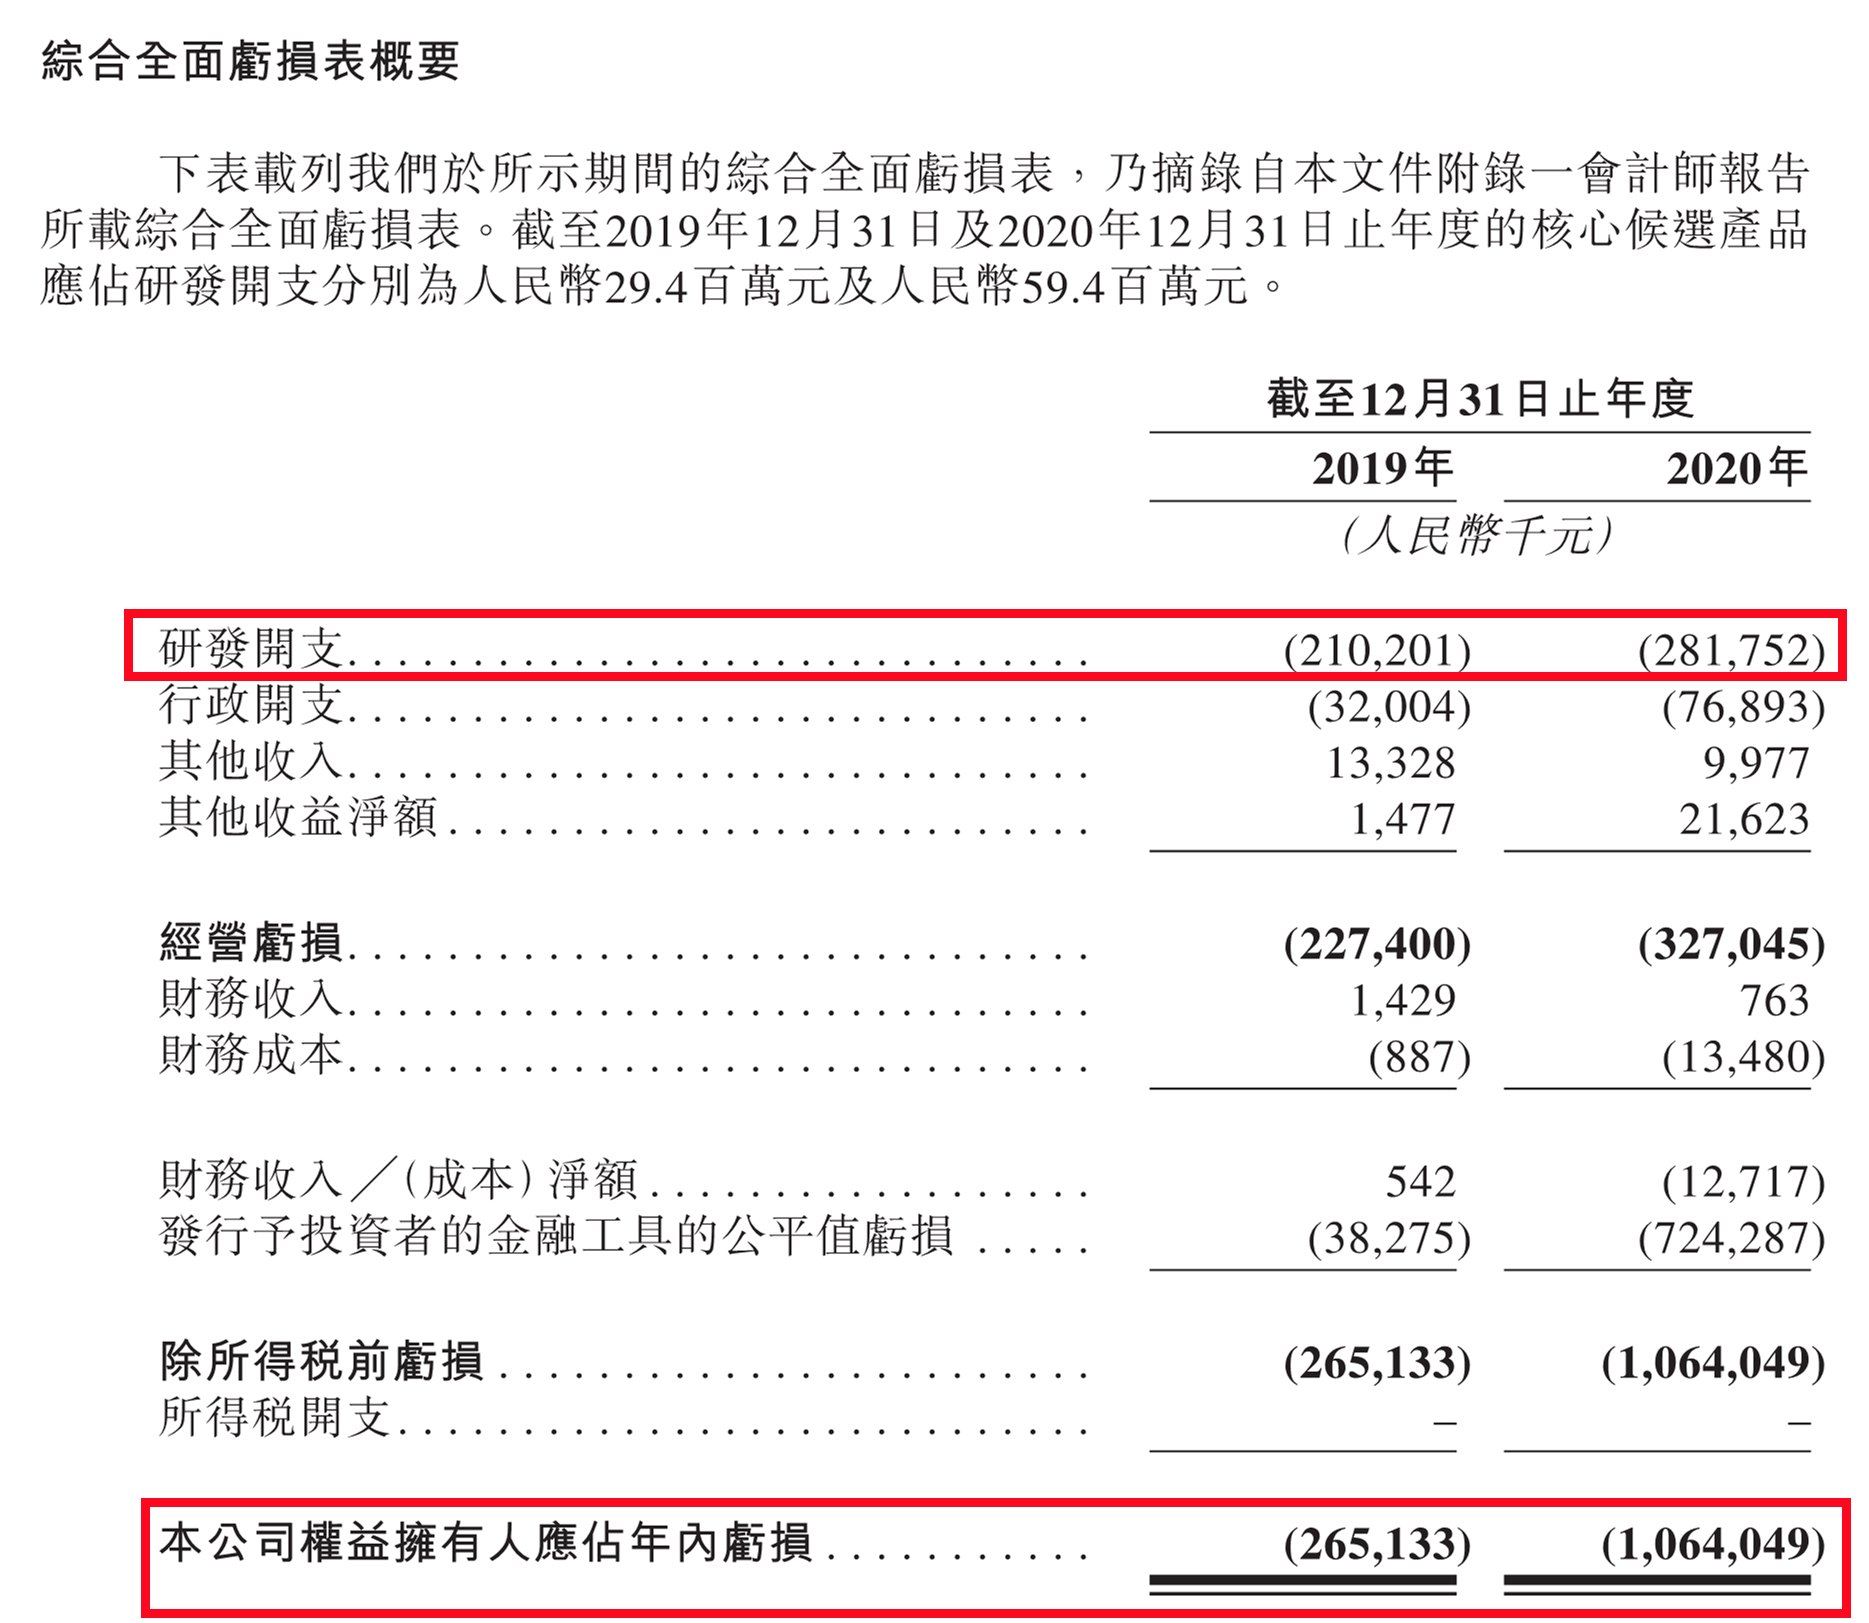 綜合全面虧損表概要
下表載列我們於所示期間的綜合全面虧損表，乃摘錄自本文件附錄一會計師報告
所載綜合全面虧損表。截至2019年12月31日及2020年12月31日止年度的核心候選產品
應佔研發開支分別為人民幣29.4百萬元及人民幣59.4百萬元。
截至12月31日止年度
2019年 2020年
（人民幣千元）
研發開支.............................. (210,201) (281,752)
行政開支.............................. (32,004) (76,893)
其他收入.............................. 13,328 9,977
其他收益淨額.......................... 1,477 21,623
經營虧損.............................. (227,400) (327,045)
財務收入.............................. 1,429 763
財務成本.............................. (887) (13,480)
財務收入／（成本）淨額.................. 542 (12,717)
發行予投資者的金融工具的公平值虧損 ..... (38,275) (724,287)
除所得稅前虧損........................ (265,133) (1,064,049)
所得稅開支............................ – –
本公司權益擁有人應佔年內虧損........... (265,133) (1,064,049)